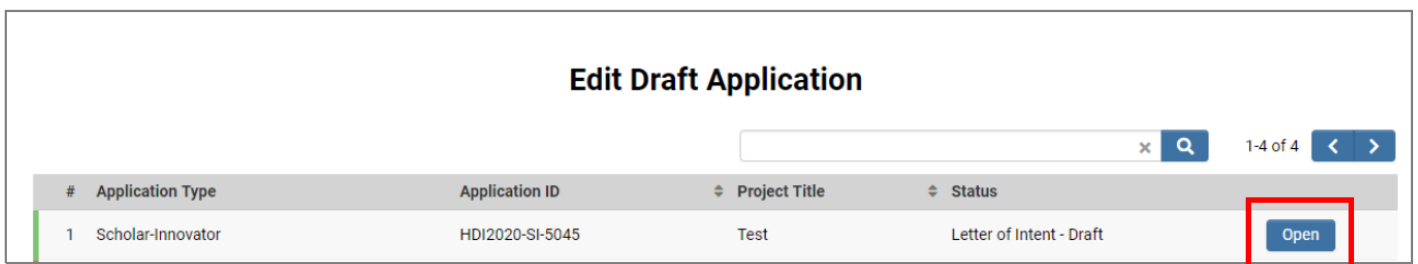 Edit Draft Application
1-4 of 4
# Application Type Application ID Project Title Status
1 Scholar-Innovator HDI2020-SI-5045 Test Letter of Intent - Draft Open